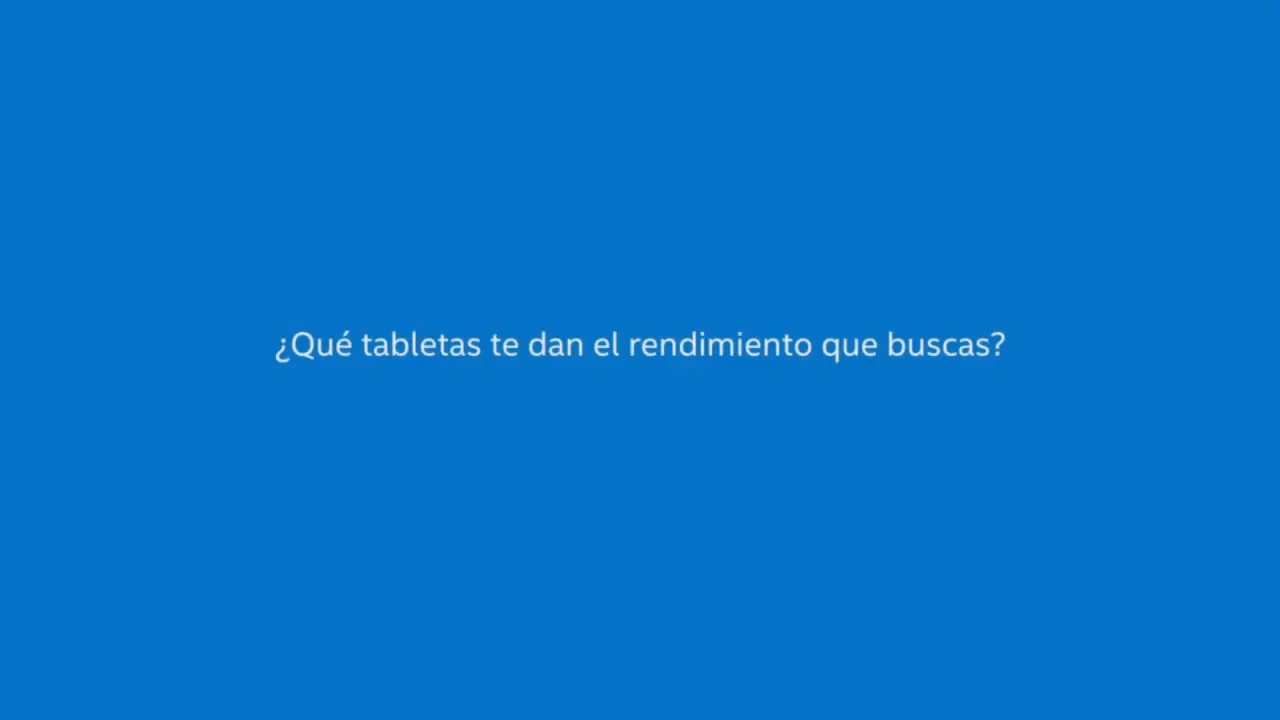 ¿Qué tabletas te dan el rendimiento que buscas?